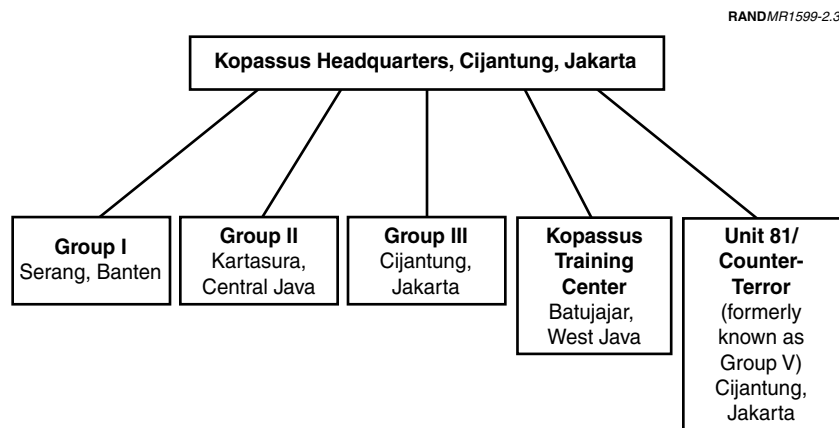 RANDMR1599-2.3
Kopassus Headquarters, Cijantung, Jakarta
Group I
Serang, Banten
Group II
Kartasura,
Central Java
Group III
Cijantung,
Jakarta
Kopassus
Training
Center
Batujajar,
West Java
Unit 81/
Counter-
Terror
(formerly
known as
Group V)
Cijantung,
Jakarta